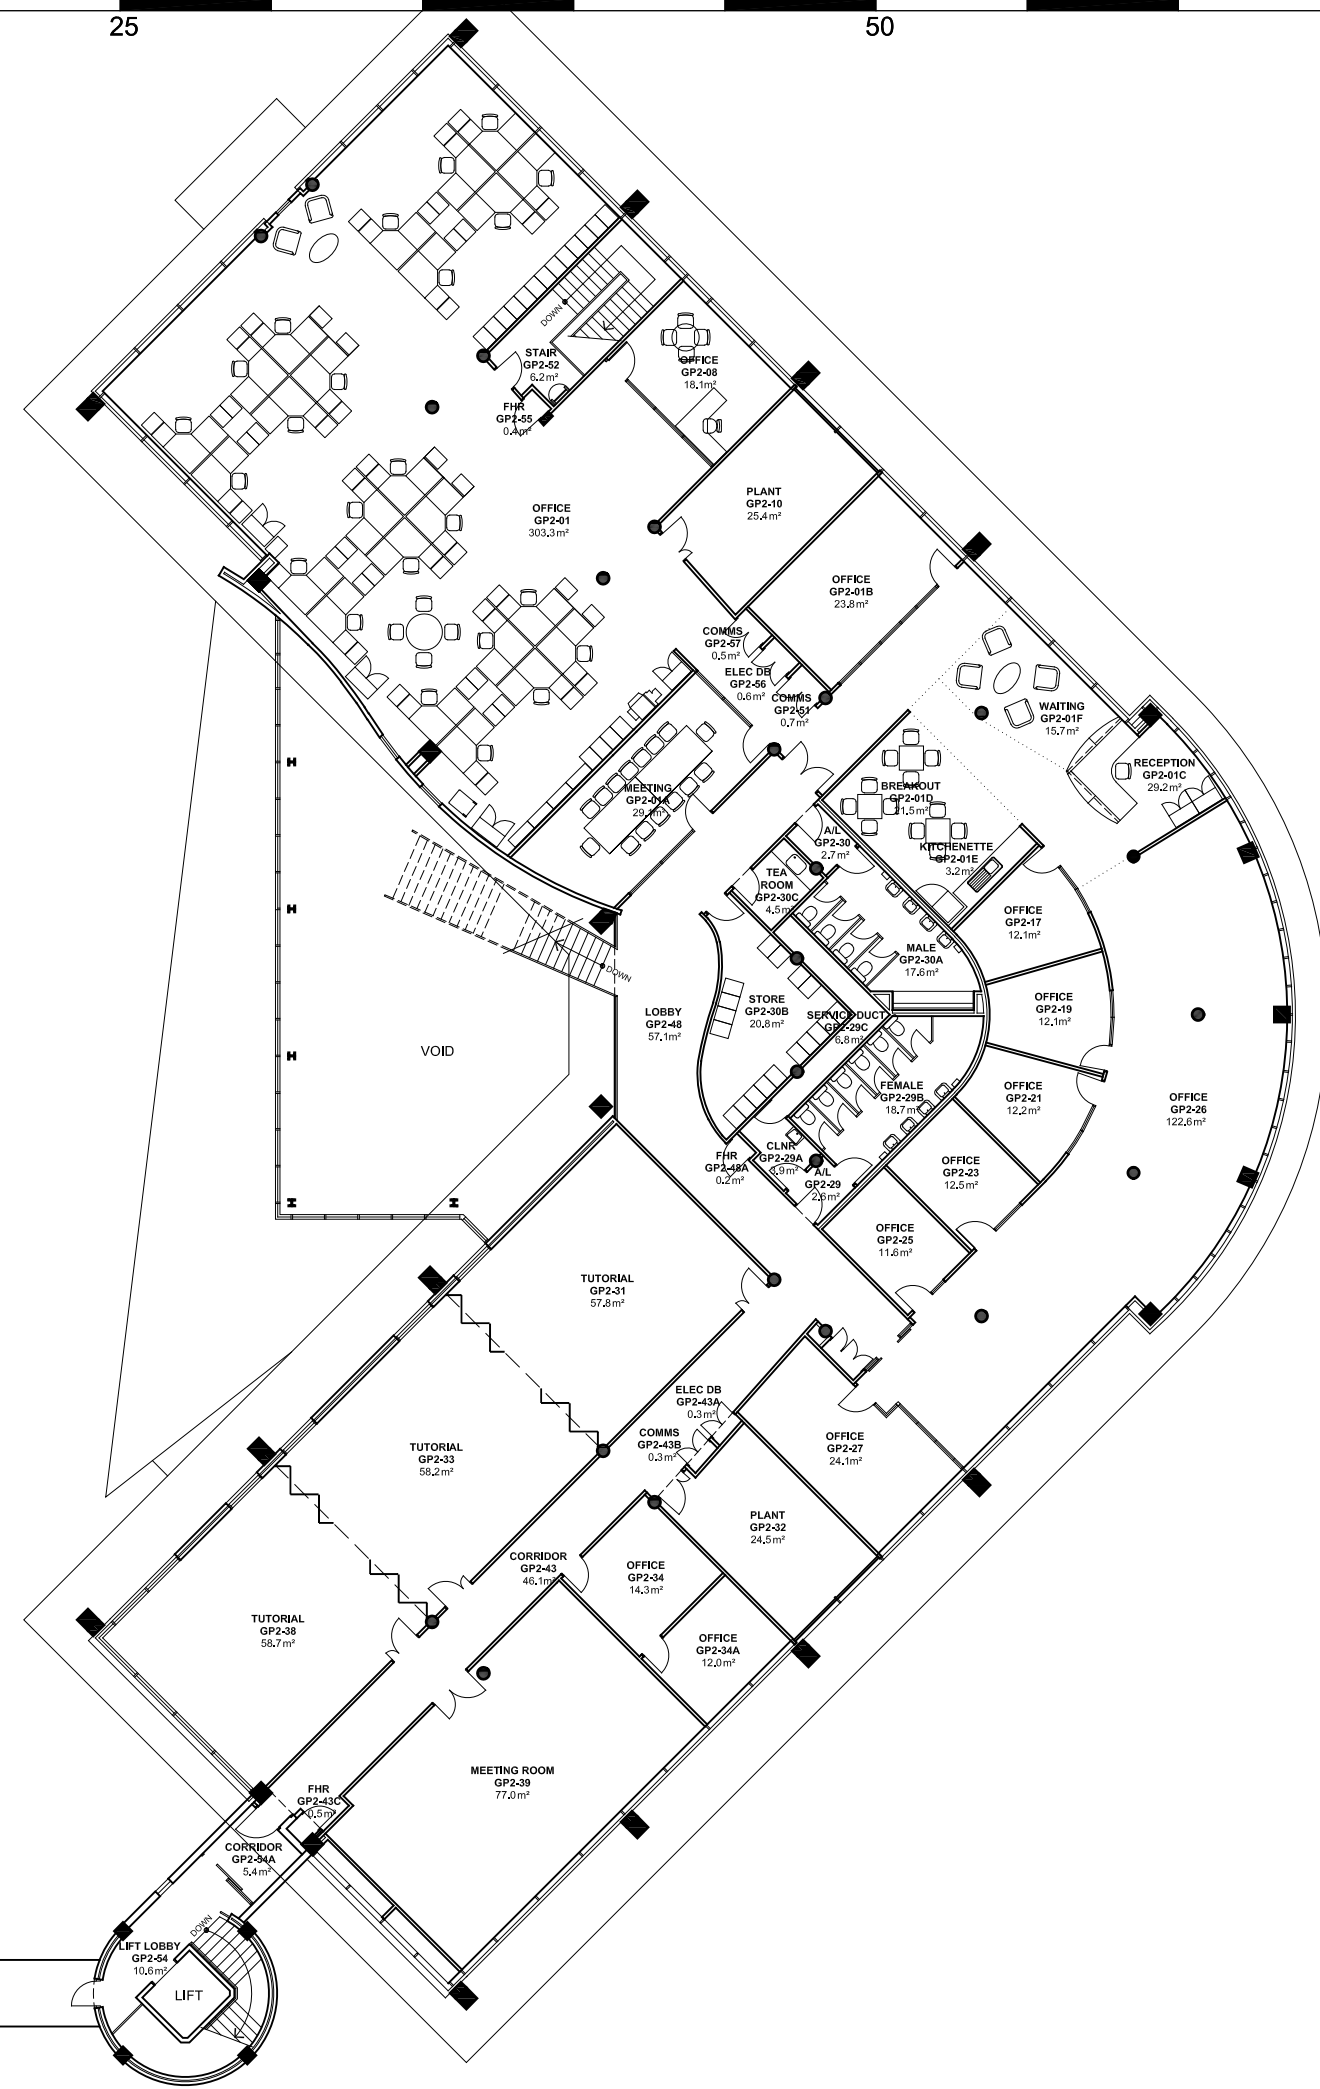 25
50
DOWN
STAIR
GP2-52
6.2m²
FHR
GP2-55
0.4m²
OFFICE
GP2-08
18.1m²
PLANT
GP2-10
25.4m²
OFFICE
GP2-01
303.3m²
OFFICE
GP2-01B
23.8m²
COMMS
GP2-57
0.5m²
ELEC DB
GP2-56
0.6m²
COMMS
GP2-51
0.7m²
WAITING
GP2-01F
15.7m²
RECEPTION
GP2-01C
29.2m²
MEETING
GP2-01A
BREAKOUT
GP2-01D
21.5m²
A/L
GP2-30
2.7m²
KITCHENETTE
GP2-01E
3.2m²
TEA
ROOM
GP2-30C
4.5m²
OFFICE
GP2-17
12.1m²
MALE
GP2-30A
17.6m²
DOWN
STORE
GP2-30B
20.8m²
OFFICE
GP2-19
12.1m²
LOBBY
GP2-48
57.1m²
SERVICE DUCT
GP2-29C
6.8m²
VOID
FEMALE
GP2-29B
18.7m²
OFFICE
GP2-21
12.2m²
OFFICE
GP2-26
122.6m²
CLNR
GP2-29A
3.9m²
FHR
GP2-48A
0.2m²
A/L
GP2-29
2.6m²
OFFICE
GP2-23
12.5m²
OFFICE
GP2-25
11.6m²
TUTORIAL
GP2-31
57.8m²
ELEC DB
GP2-43A
0.3m²
COMMS
GP2-43B
0.3m²
OFFICE
GP2-27
24.1m²
TUTORIAL
GP2-33
58.2m²
PLANT
GP2-32
24.5m²
CORRIDOR
GP2-43
46.1m²
OFFICE
GP2-34
14.3m²
TUTORIAL
GP2-38
58.7m²
OFFICE
GP2-34A
12.0m²
MEETING ROOM
GP2-39
77.0m²
FHR
GP2-43C
0.5m²
CORRIDOR
GP2-54A
5.4m²
DOWN
LIFT LOBBY
GP2-54
10.6m²
LIFT